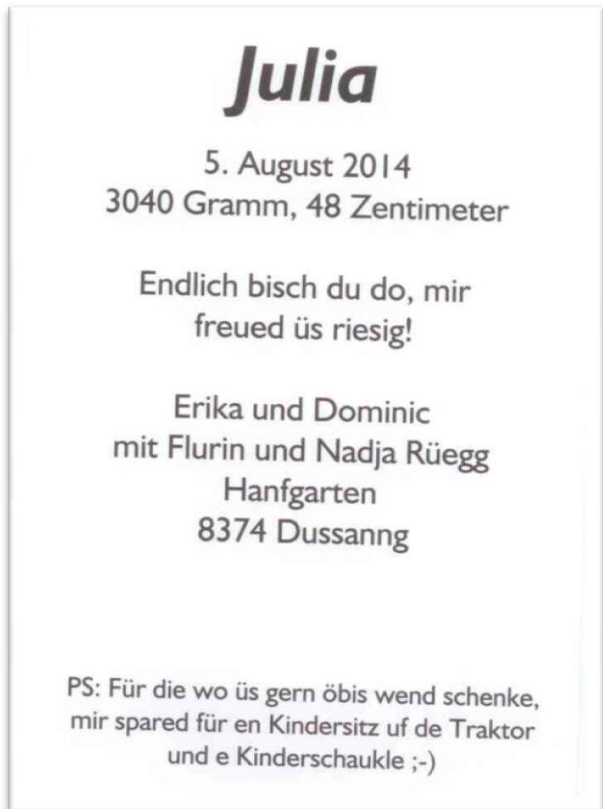 Julia
5. August 2014
3040 Gramm, 48 Zentimeter
Endlich bisch du do, mir
freued üs riesig!
Erika und Dominic
mit Flurin und Nadja Rüegg
Hanfgarten
8374 Dussanng
PS: Für die wo üs gern öbis wend schenke,
mir spared für en Kindersitz uf de Traktor
und e Kinderschaukle ;-)